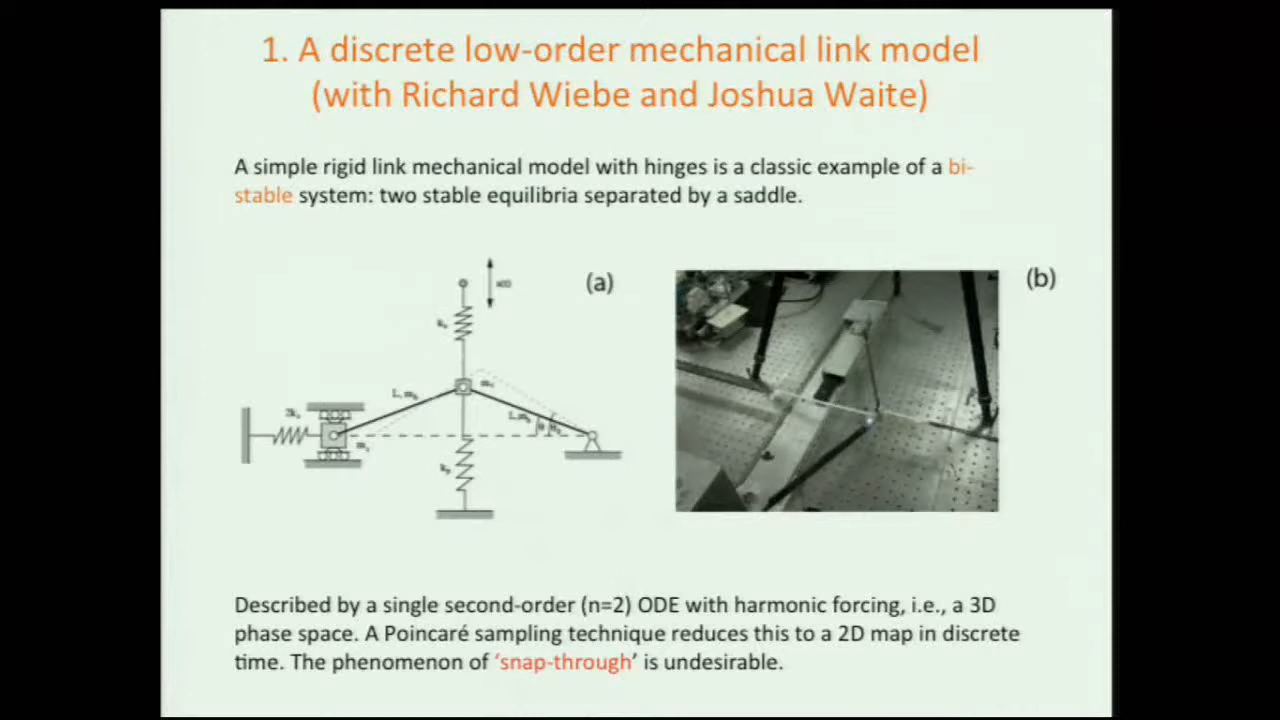 1. A discrete low-order mechanical link model
(with Richard Wiebe and Joshua Waite)
A simple rigid link mechanical model with hinges is a classic example of a bi-
stable system: two stable equilibria separated by a saddle.
(a)
(b)
Described by a single second-order (n=2) ODE with harmonic forcing, i.e., a 3D
phase space. A Poincaré sampling technique reduces this to a 2D map in discrete
time. The phenomenon of ‘snap-through’ is undesirable.